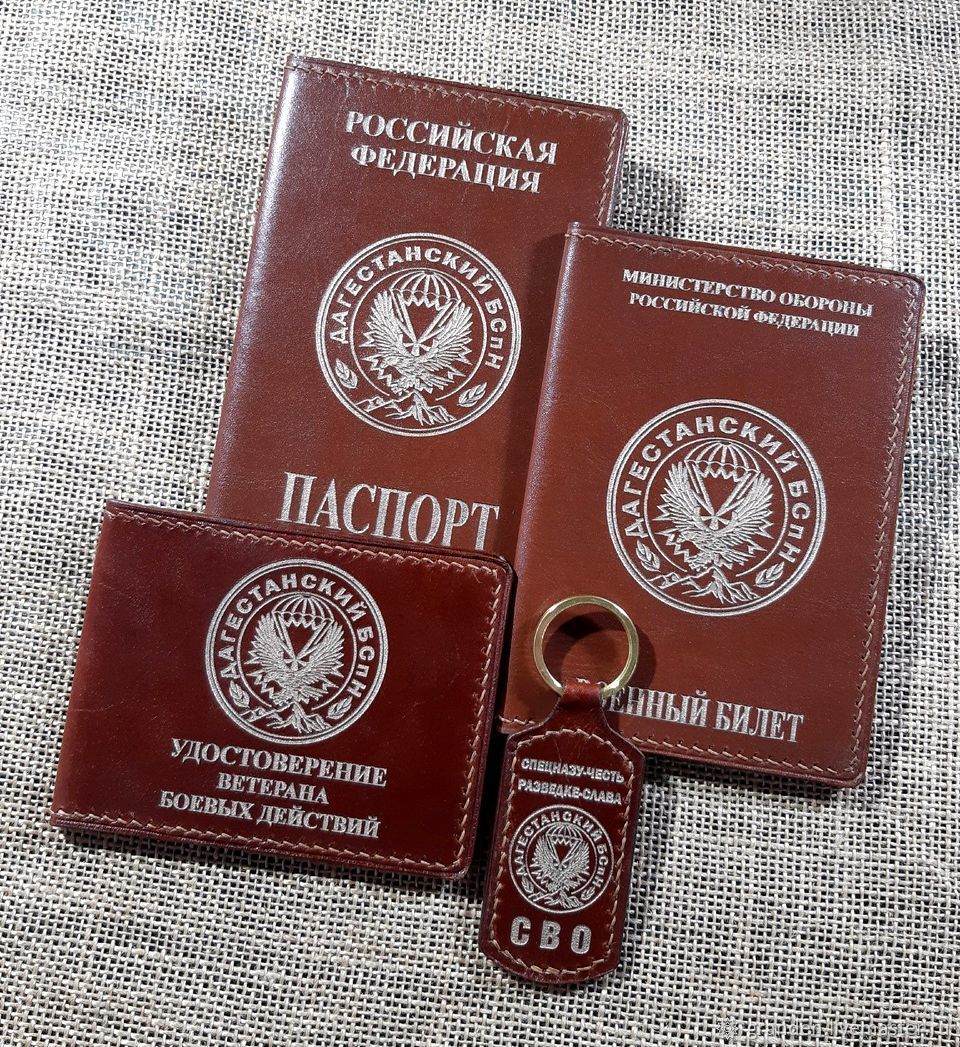 РОССИЙСКАЯ
ФЕДЕРАЦИЯ
ДАГЕСТАНСКИЙ БСпН
ПАСПОРТ
МИНИСТЕРСТВО ОБОРОНЫ
РОССИЙСКОЙ ФЕДЕРАЦИИ
ДАГЕСТАНСКИЙ БСпН
ВОЕННЫЙ БИЛЕТ
ДАГЕСТАНСКИЙ БСпН
УДОСТОВЕРЕНИЕ
ВЕТЕРАНА
БОЕВЫХ ДЕЙСТВИЙ
СПЕЦНАЗУ-ЧЕСТЬ
РАЗВЕДКЕ-СЛАВА
ДАГЕСТАНСКИЙ БСпН
СВО